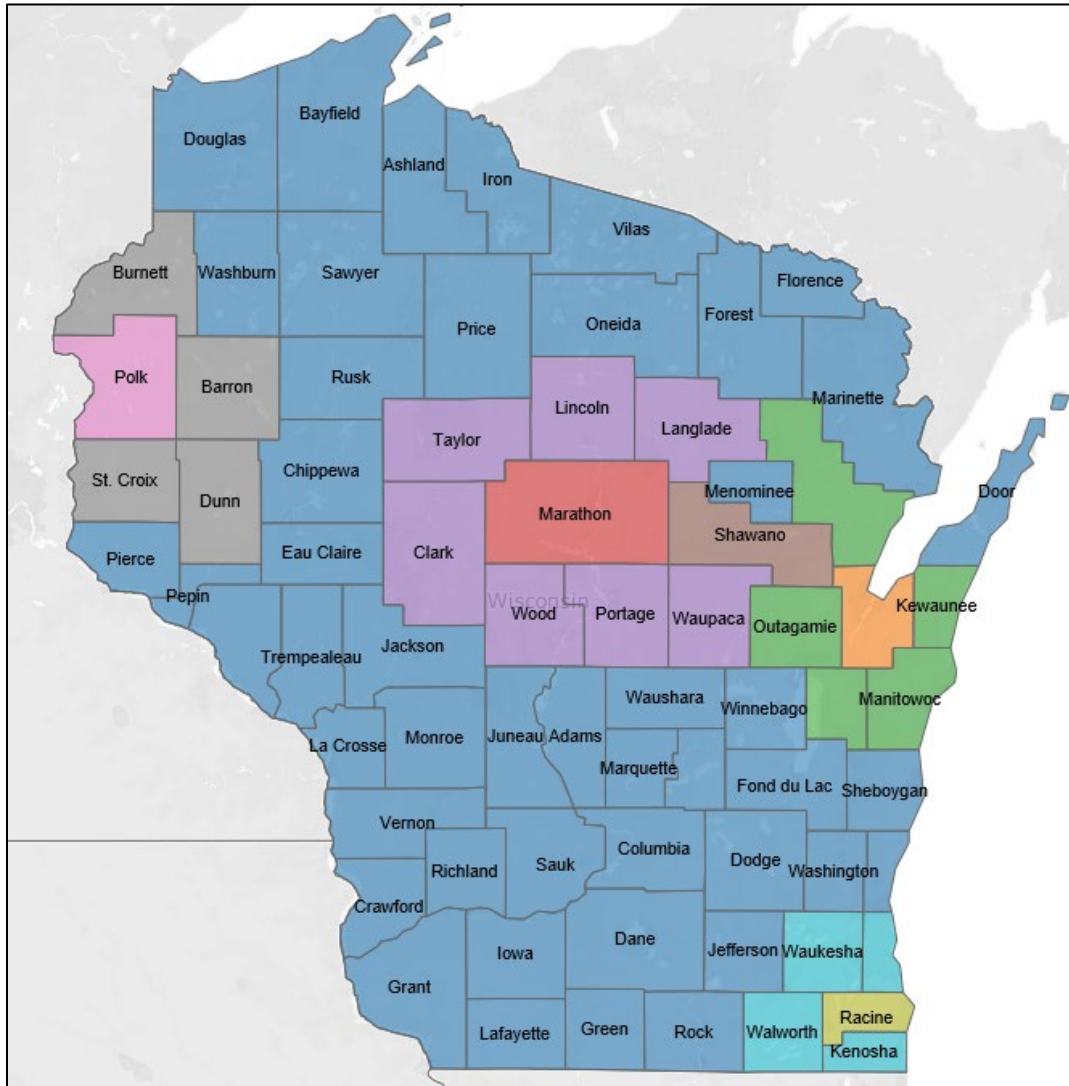 Bayfield
Douglas
Ashland
Iron
Vilas
Burnett
Washburn
Sawyer
Florence
Price
Oneida
Forest
Polk
Barron
Rusk
Marinette
Lincoln
Langlade
Taylor
St. Croix
Chippewa
Dunn
Menominee
Door
Marathon
Shawano
Clark
Pierce
Eau Claire
Pepin
Wisconsin
Wood
Portage
Waupaca
Outagamie
Kewaunee
Trempealeau
Jackson
Waushara
Winnebago
Manitowoc
La Crosse
Monroe
Juneau
Adams
Marquette
Fond du Lac
Sheboygan
Vernon
Richland
Sauk
Columbia
Dodge
Washington
Crawford
Iowa
Dane
Jefferson
Waukesha
Grant
Lafayette
Green
Rock
Walworth
Racine
Kenosha